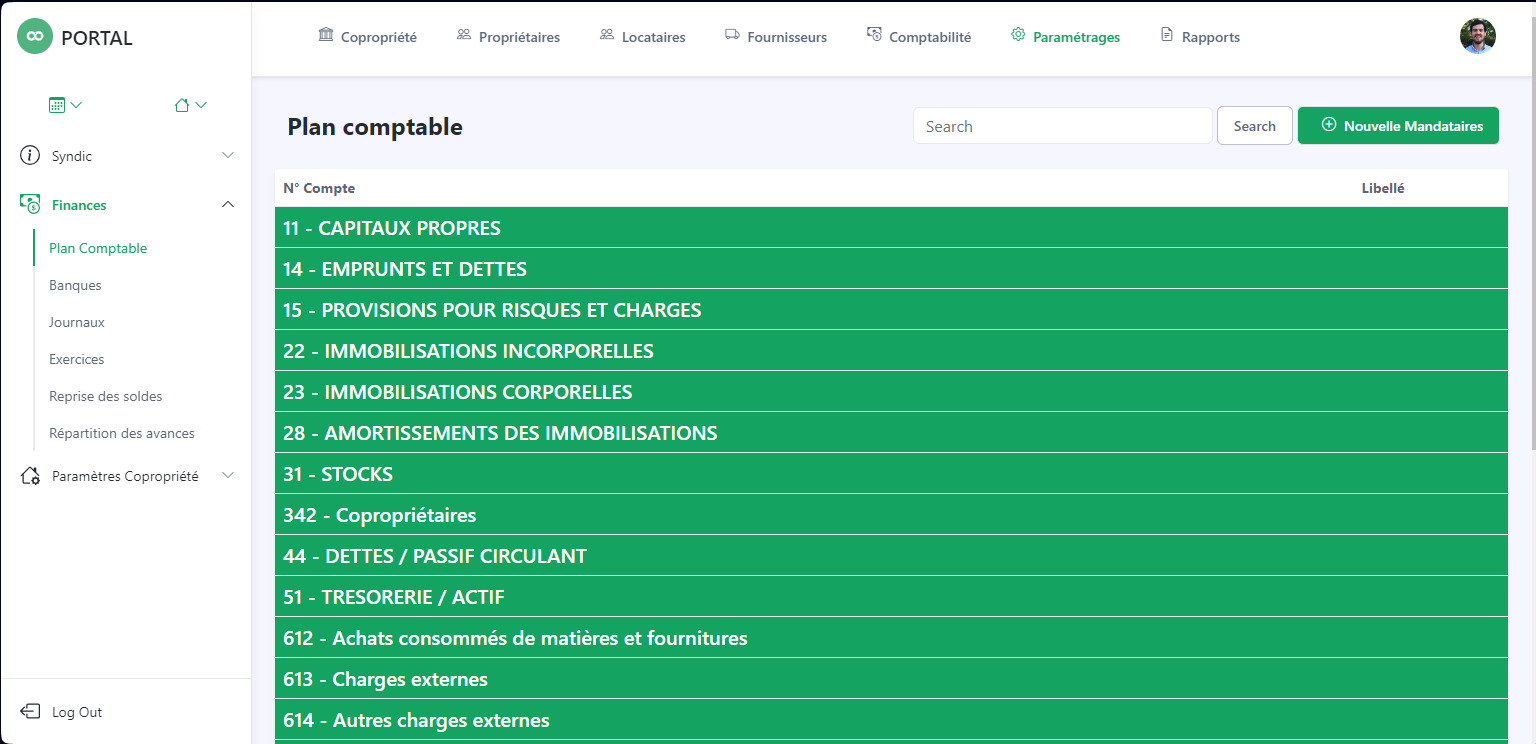 PORTAL
Copropriété
Propriétaires
Locataires
Fournisseurs
Comptabilité
Paramétrages
Rapports
Syndic
Finances
Plan Comptable
Banques
Journaux
Exercices
Reprise des soldes
Répartition des avances
Paramètres Copropriété
Log Out
Plan comptable
Search
Search
Nouvelle Mandataires
N° Compte
Libellé
11 - CAPITAUX PROPRES
14 - EMPRUNTS ET DETTES
15 - PROVISIONS POUR RISQUES ET CHARGES
22 - IMMOBILISATIONS INCORPORELLES
23 - IMMOBILISATIONS CORPORELLES
28 - AMORTISSEMENTS DES IMMOBILISATIONS
31 - STOCKS
342 - Copropriétaires
44 - DETTES / PASSIF CIRCULANT
51 - TRESORERIE / ACTIF
612 - Achats consommés de matières et fournitures
613 - Charges externes
614 - Autres charges externes